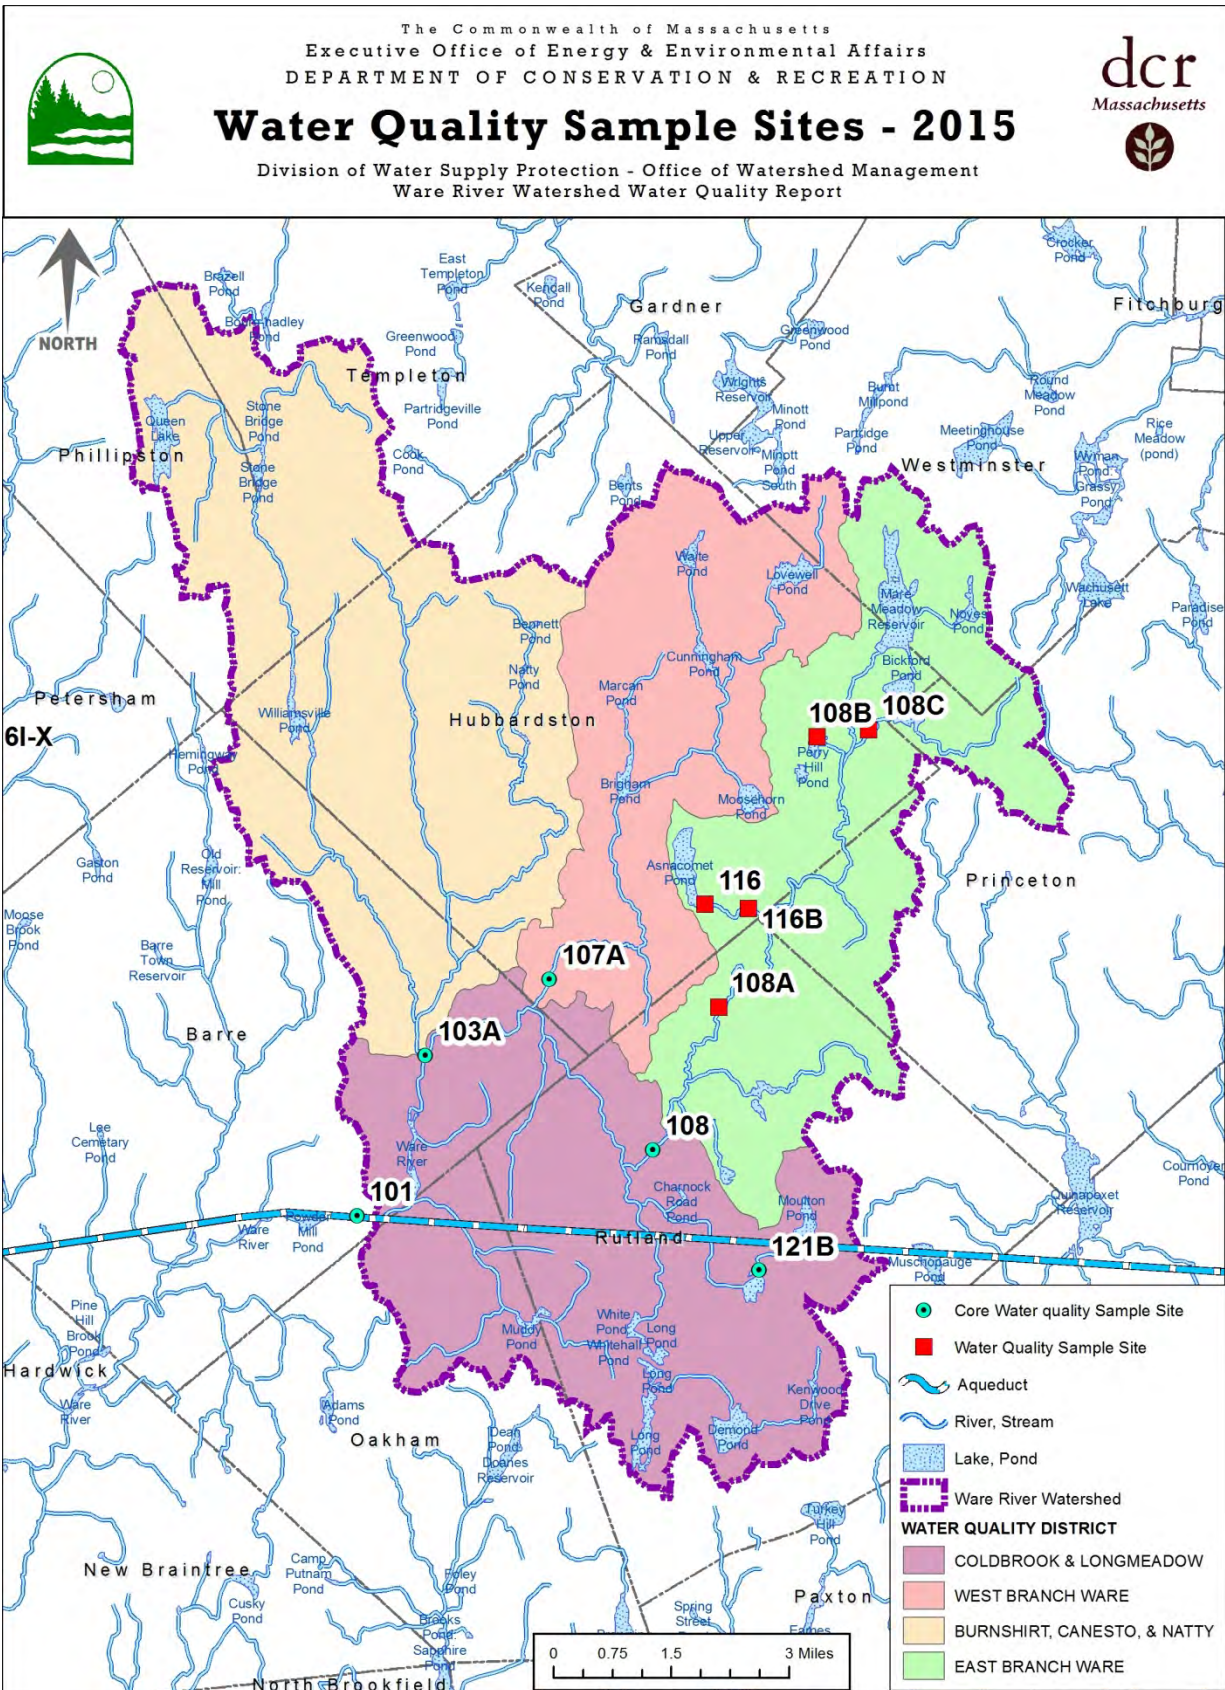 The Commonwealth of Massachusetts
Executive Office of Energy & Environmental Affairs
DEPARTMENT OF CONSERVATION & RECREATION
Water Quality Sample Sites - 2015
Division of Water Supply Protection - Office of Watershed Management
Ware River Watershed Water Quality Report
dcr
Massachusetts
NORTH
Brazell
Pond
East
Templeton
Pond
Kendall
Pond
Gardner
Crocker
Pond
Fitchburg
Pond
Greenwood
Pond
Ramsdall
Pond
Greenwood
Pond
Templeton
Wrights
Reservoir
Burnt
Millpond
Round
Meadow
Pond
Queen
Lake
Stone
Bridge
Pond
Partridgeville
Pond
Minott
Pond
Upper
Reservoir
Partridge
Pond
Meetinghouse
Pond
Rice
Meadow
(pond)
Phillipston
Stone
Bridge
Pond
Cook
Pond
Minott
Pond
South
Westminster
Wyman
Pond
Grassy
Pond
Bents
Pond
Waite
Pond
Lovewell
Pond
Mare
Meadow
Reservoir
Noyes
Pond
Wachusett
Lake
Paradise
Pond
Bennett
Pond
Natty
Pond
Cunningham
Pond
Bickford
Pond
Petersham
Marcan
Pond
6I-X
Williamsville
Pond
Hubbardston
108B
108C
Hemingway
Pond
Perry
Hill
Pond
Brigham
Pond
Moosehorn
Pond
Gaston
Pond
Old
Reservoir:
Mill
Pond
Asnacomet
Pond
116
116B
Princeton
Moose
Brook
Pond
Barre
Town
Reservoir
107A
108A
Barre
103A
Lee
Cemetary
Pond
Ware
River
108
Cournoyer
Pond
101
Charnock
Road
Pond
Moulton
Pond
Quinapoxet
Reservoir
Ware
River
Powder
Mill
Pond
Rutland
121B
Muschopauge
Pond
Pine
Hill
Brook
Pond
Muddy
Pond
White
Pond
Whitehall
Pond
Long
Pond
Long
Pond
Hardwick
Ware
River
Adams
Pond
Kenwood
Drive
Pond
Oakham
Dean
Pond
Doanes
Reservoir
Long
Pond
Demond
Pond
Turkey
Hill
Pond
New Braintree
Camp
Putnam
Pond
Foley
Pond
Cusky
Pond
Brooks
Pond:
Sapphire
Pond
Spring
Street
Paxton
Eames
North Brookfield
0 0.75 1.5 3 Miles
Core Water quality Sample Site
Water Quality Sample Site
Aqueduct
River, Stream
Lake, Pond
Ware River Watershed
WATER QUALITY DISTRICT
COLDBROOK & LONGMEADOW
WEST BRANCH WARE
BURNSHIRT, CANESTO, & NATTY
EAST BRANCH WARE